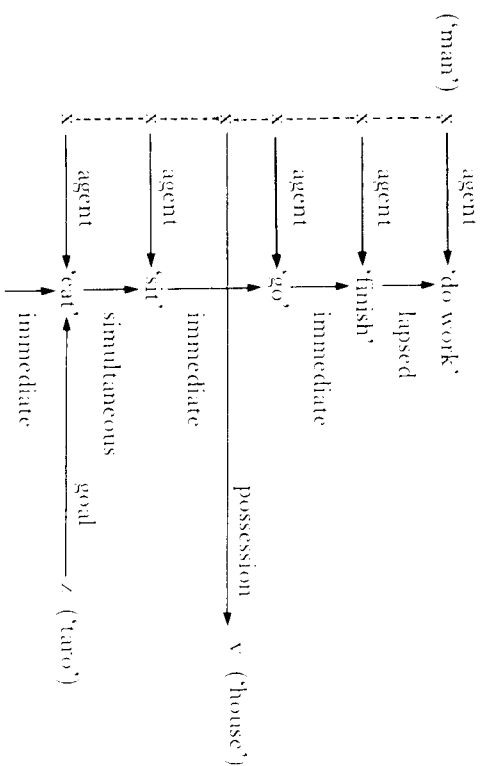 agent
('man') x 'do work'
lapsed
agent
x 'finish'
immediate
agent
x 'go'
possession
x y ('house')
immediate
agent
x 'sit'
simultaneous
agent goal
x 'eat' z ('taro')
immediate